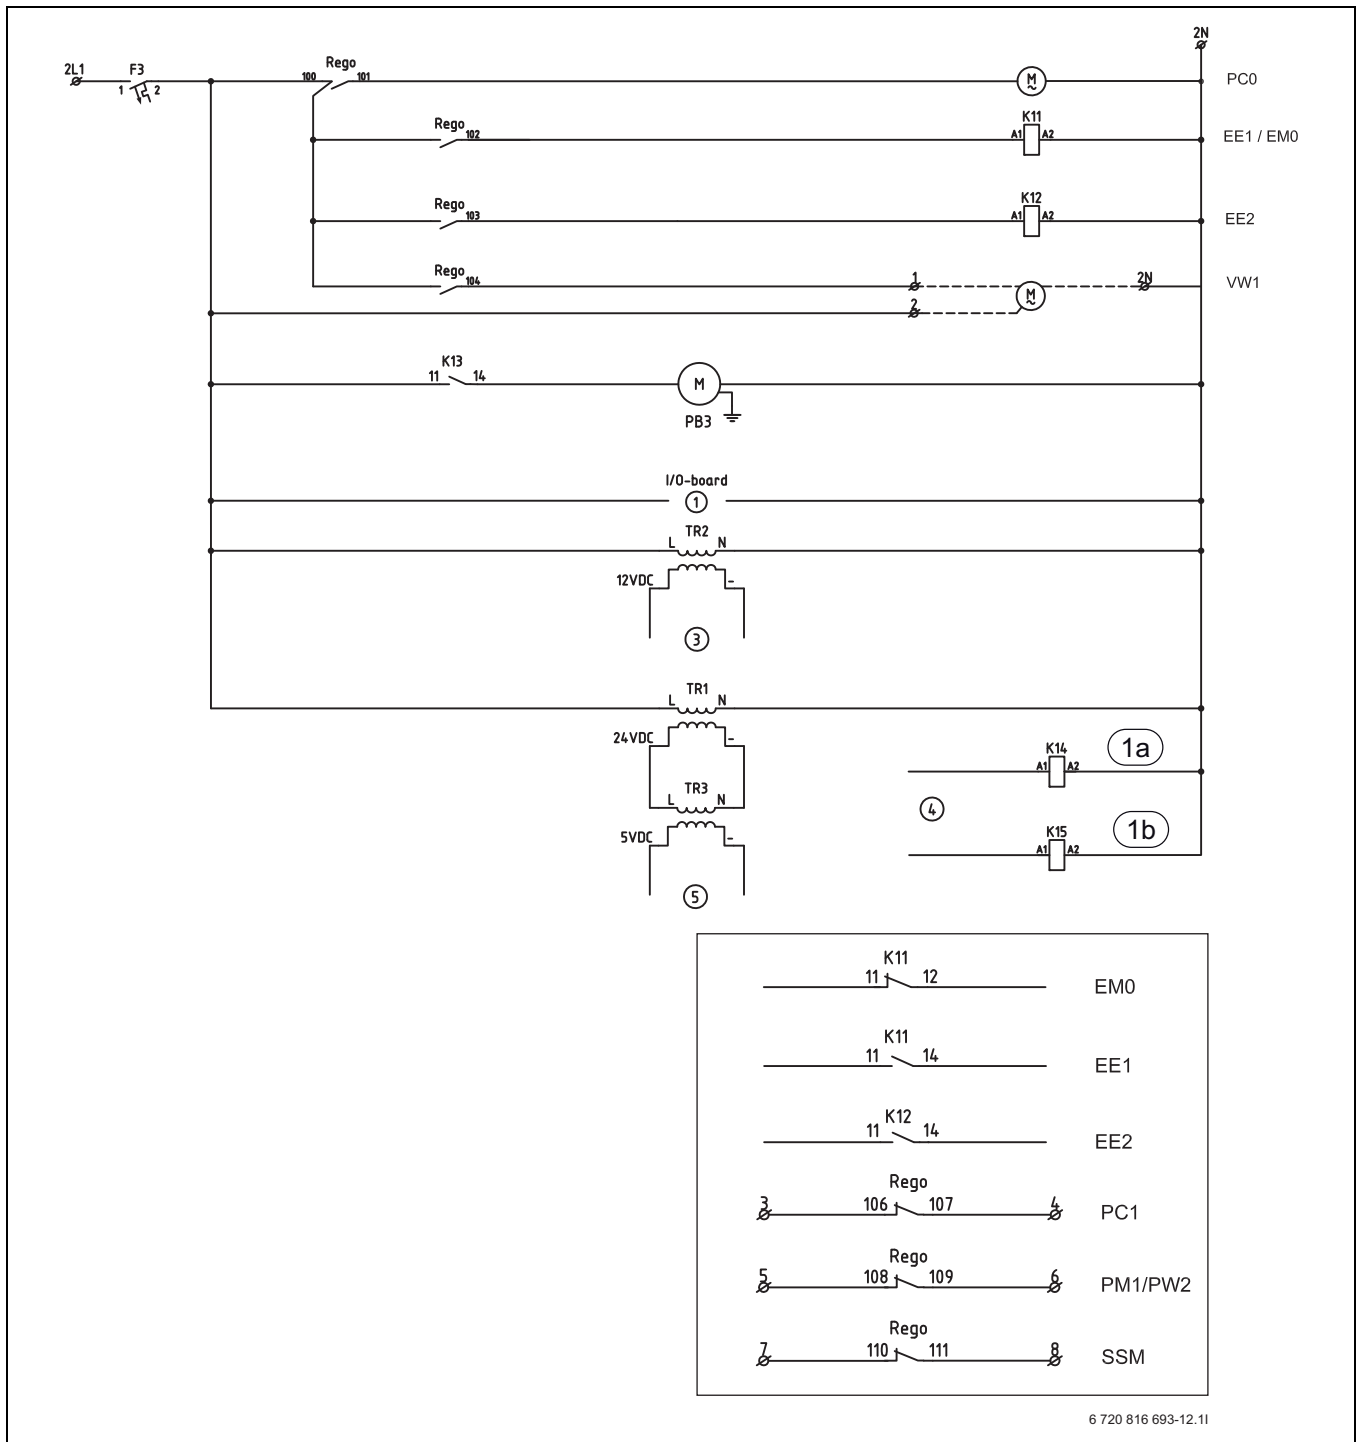 2N
2L1 F3 Rego
1 2 100 101 M PC0
Rego K11
102 A1 A2 EE1 / EM0
Rego K12
103 A1 A2 EE2
Rego 1 2N
104 M VW1
2
K13
11 14 M
PB3
I/O-board
1
TR2
L N
12VDC -
3
TR1
L N
24VDC -
K14 1a
A1 A2
TR3
L N
4
K15 1b
5VDC - A1 A2
5
K11
11 12 EM0
K11
11 14 EE1
K12
11 14 EE2
Rego
3 106 107 4 PC1
Rego
5 108 109 6 PM1/PW2
Rego
7 110 111 8 SSM
6 720 816 693-12.1I